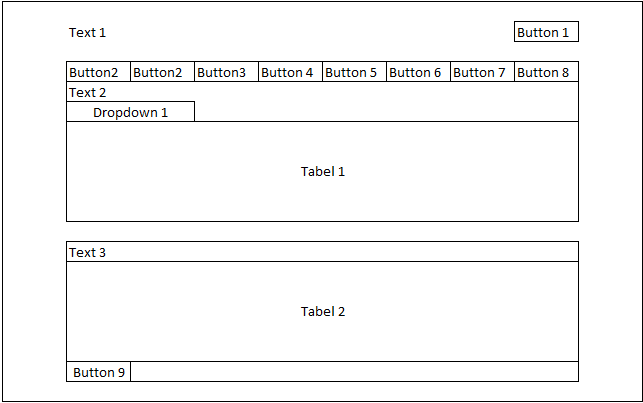 Text 1 Button 1
Button2 Button2 Button3 Button 4 Button 5 Button 6 Button 7 Button 8
Text 2
Dropdown 1
Tabel 1
Text 3
Tabel 2
Button 9